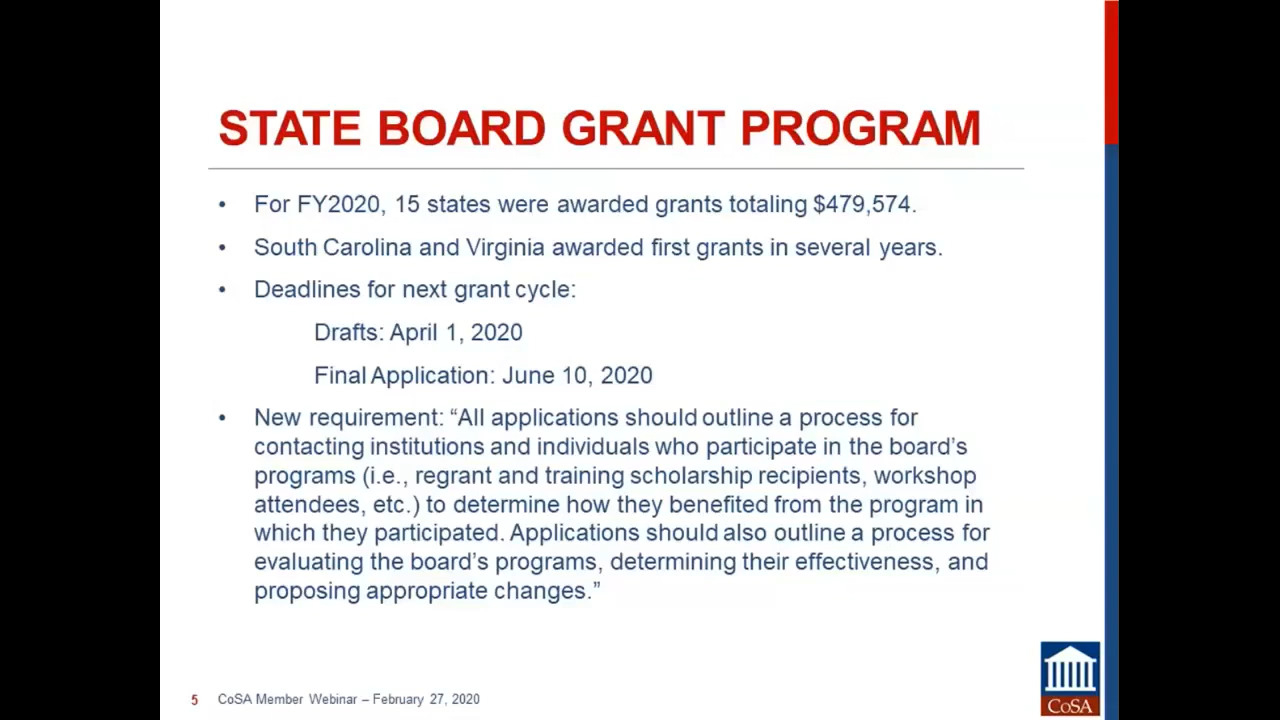 STATE BOARD GRANT PROGRAM
• For FY2020, 15 states were awarded grants totaling $479,574.
• South Carolina and Virginia awarded first grants in several years.
• Deadlines for next grant cycle:
Drafts: April 1, 2020
Final Application: June 10, 2020
• New requirement: “All applications should outline a process for
contacting institutions and individuals who participate in the board’s
programs (i.e., regrant and training scholarship recipients, workshop
attendees, etc.) to determine how they benefited from the program in
which they participated. Applications should also outline a process for
evaluating the board’s programs, determining their effectiveness, and
proposing appropriate changes.”
5 CoSA Member Webinar – February 27, 2020
CoSA